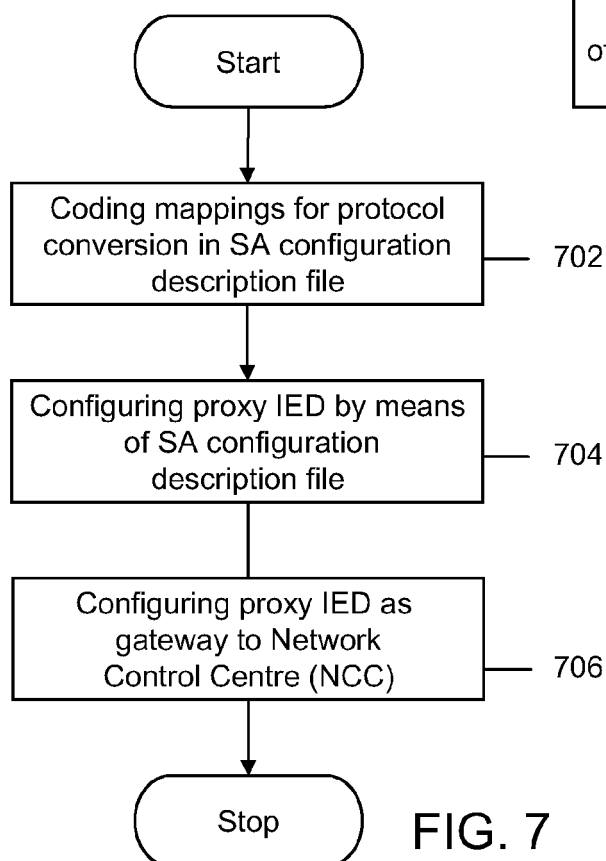 Start
of
Coding mappings for protocol
conversion in SA configuration
description file
702
Configuring proxy IED by means
of SA configuration
description file
704
Configuring proxy IED as
gateway to Network
Control Centre (NCC)
706
Stop
FIG. 7